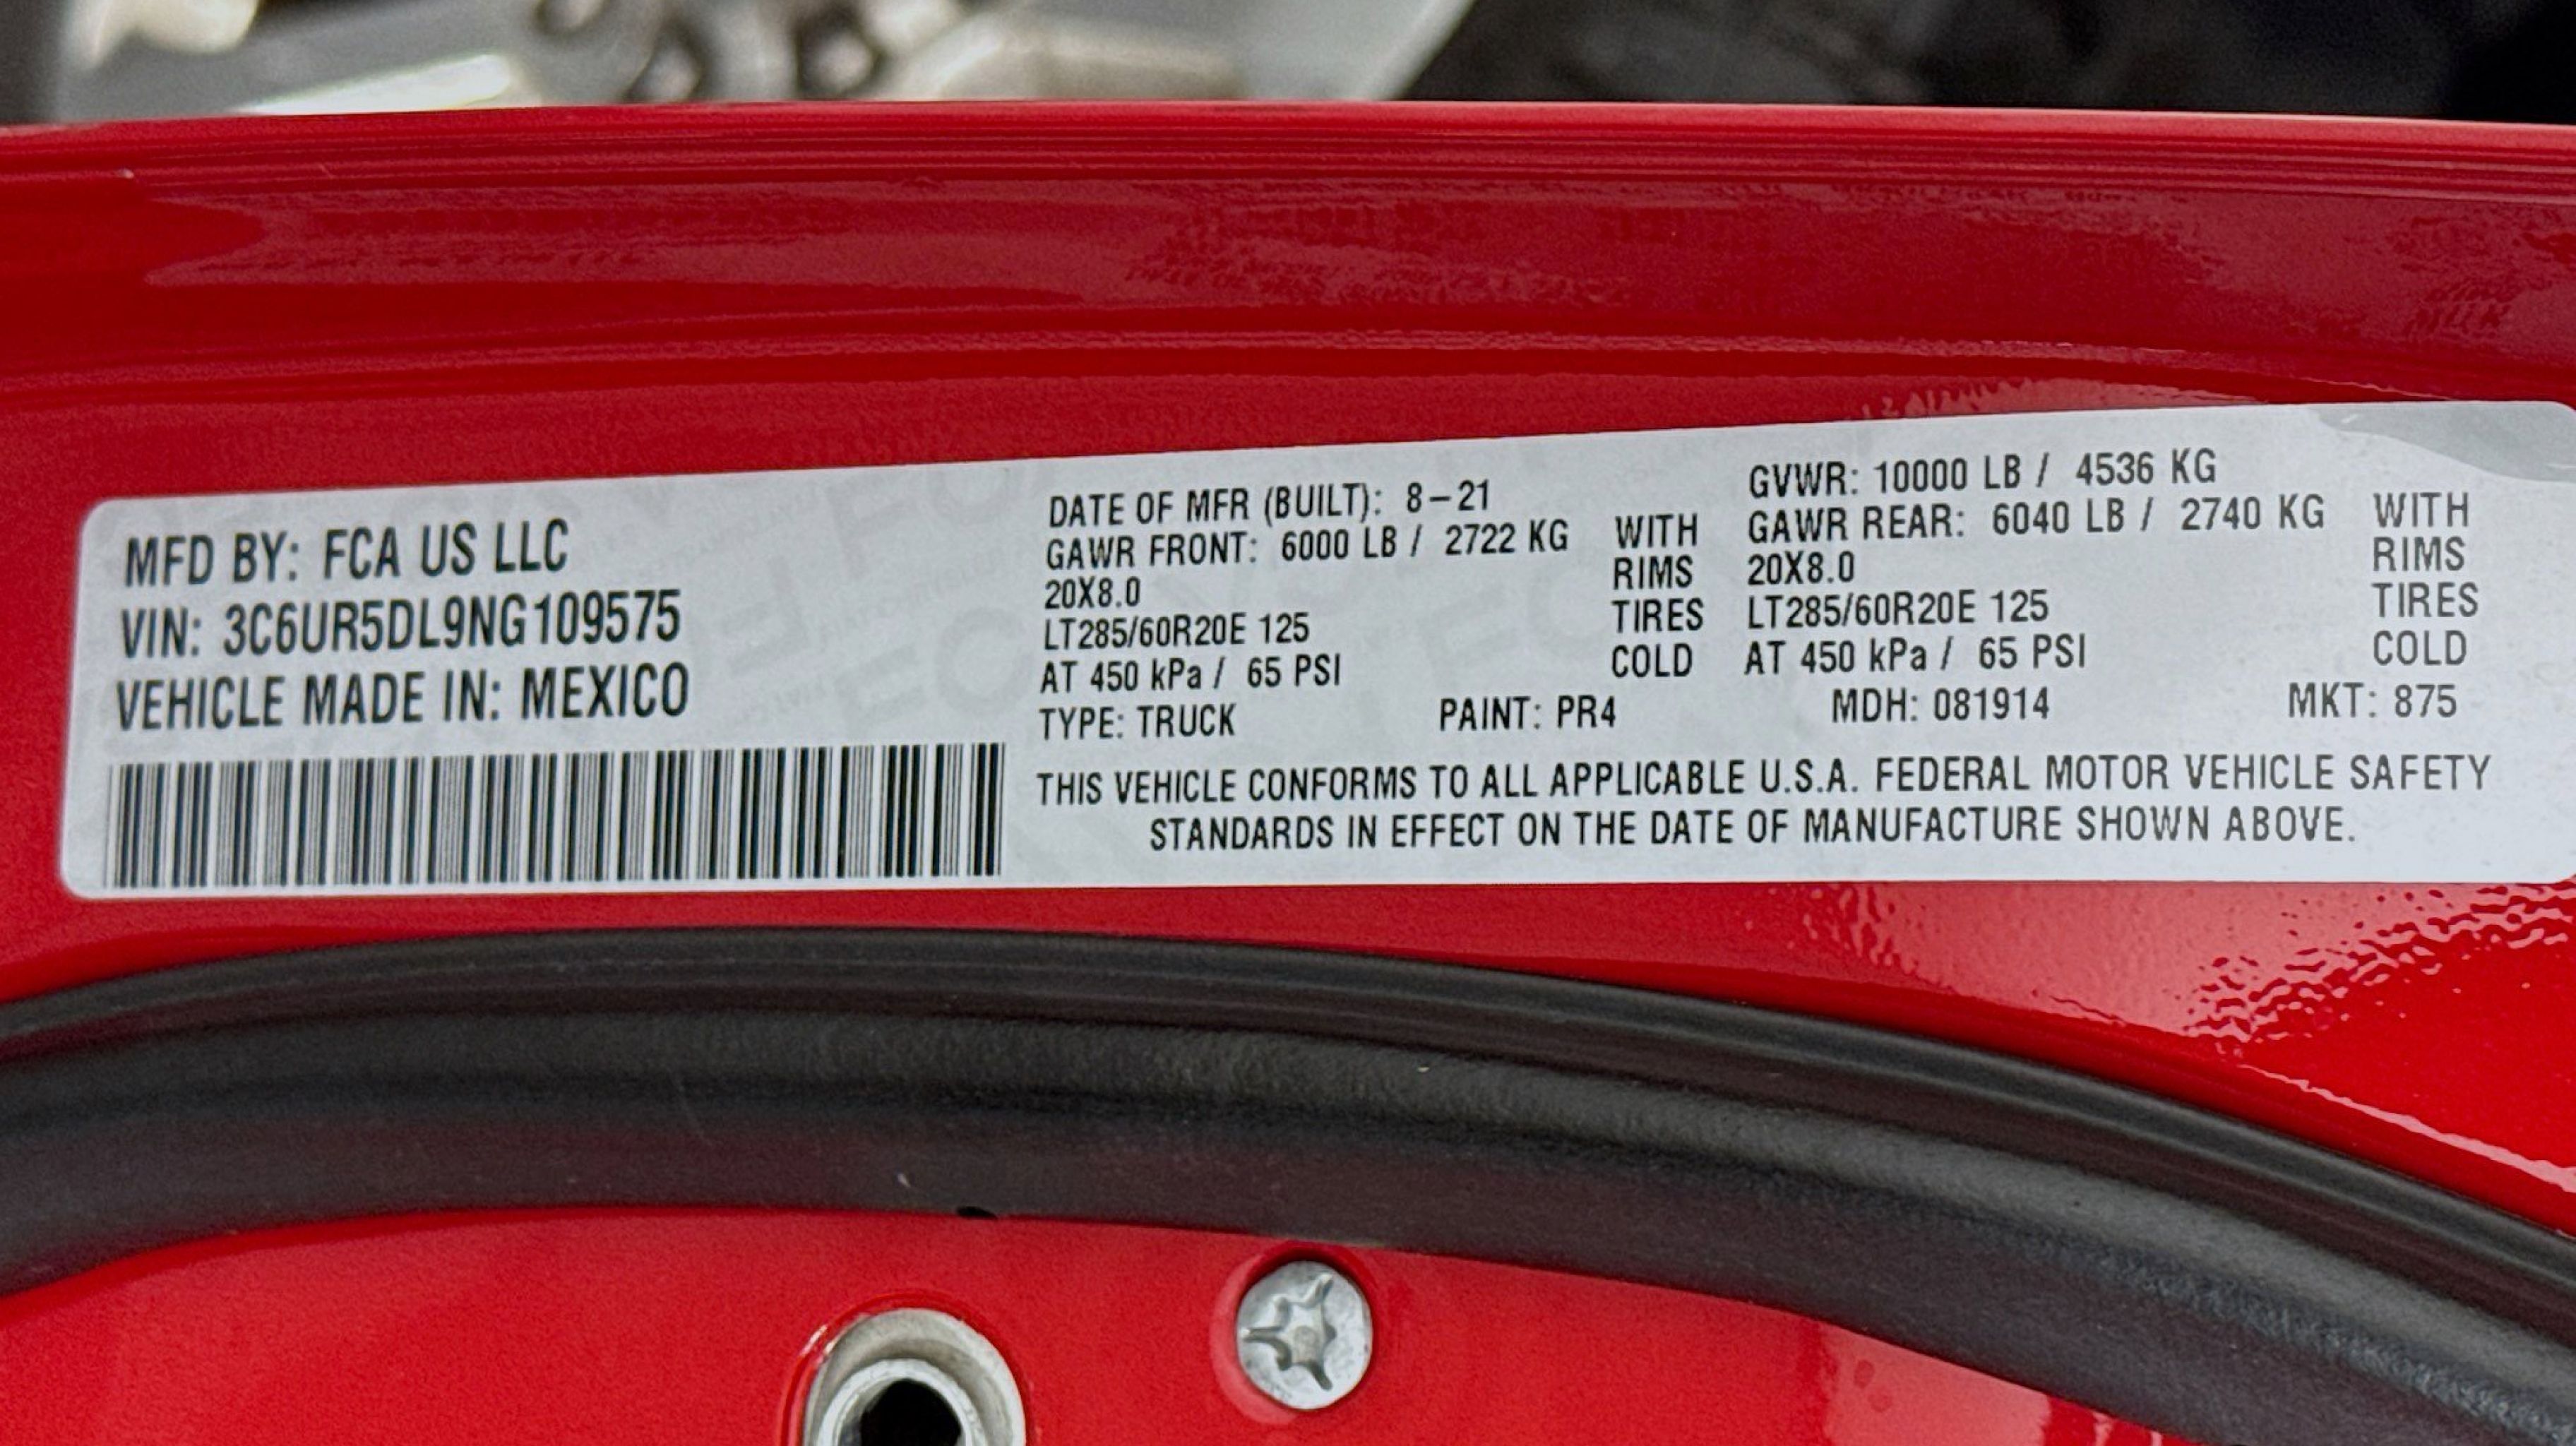 MFD BY: FCA US LLC
VIN: 3C6UR5DL9NG109575
VEHICLE MADE IN: MEXICO
DATE OF MFR (BUILT): 8-21
GAWR FRONT: 6000 LB / 2722 KG WITH
20X8.0 RIMS
LT285/60R20E 125 TIRES
AT 450 kPa / 65 PSI COLD
GVWR: 10000 LB / 4536 KG
GAWR REAR: 6040 LB / 2740 KG WITH
20X8.0 RIMS
LT285/60R20E 125 TIRES
AT 450 kPa / 65 PSI COLD
TYPE: TRUCK PAINT: PR4 MDH: 081914 MKT: 875
THIS VEHICLE CONFORMS TO ALL APPLICABLE U.S.A. FEDERAL MOTOR VEHICLE SAFETY
STANDARDS IN EFFECT ON THE DATE OF MANUFACTURE SHOWN ABOVE.